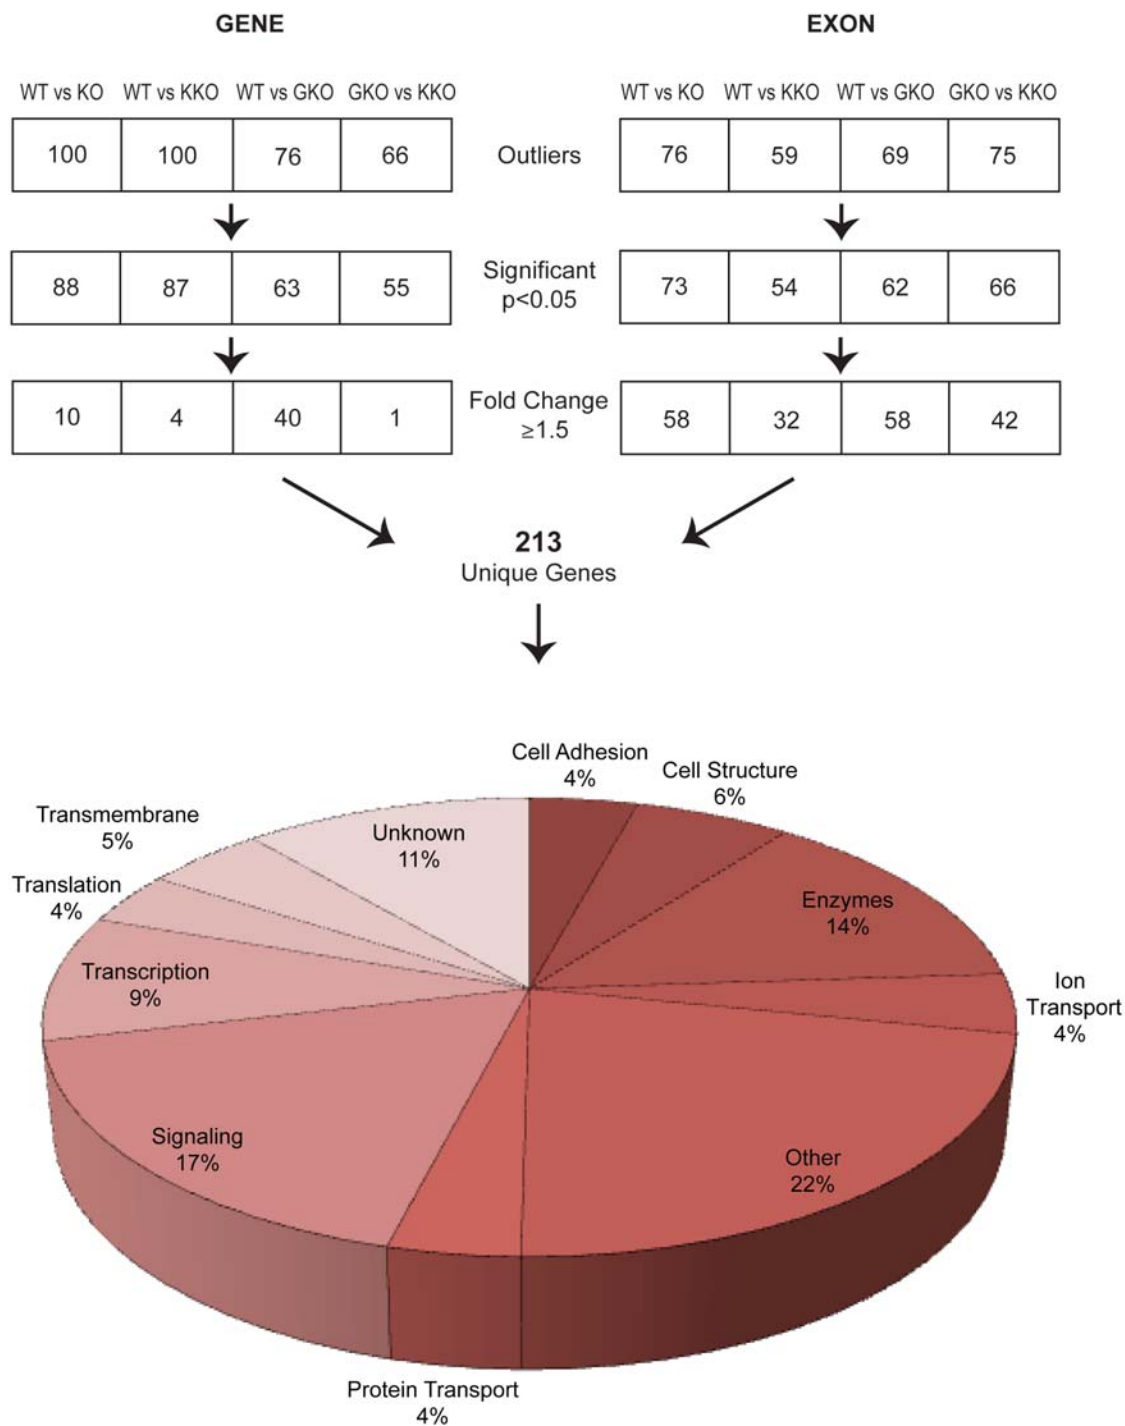 GENE
EXON
WT vs KO WT vs KKO WT vs GKO GKO vs KKO
WT vs KO WT vs KKO WT vs GKO GKO vs KKO
100 100 76 66
Outliers
76 59 69 75
88 87 63 55
Significant
p<0.05
73 54 62 66
10 4 40 1
Fold Change
≥1.5
58 32 58 42
213
Unique Genes
Cell Adhesion
4%
Cell Structure
6%
Enzymes
14%
Ion
Transport
4%
Other
22%
Protein Transport
4%
Signaling
17%
Transcription
9%
Translation
4%
Transmembrane
5%
Unknown
11%